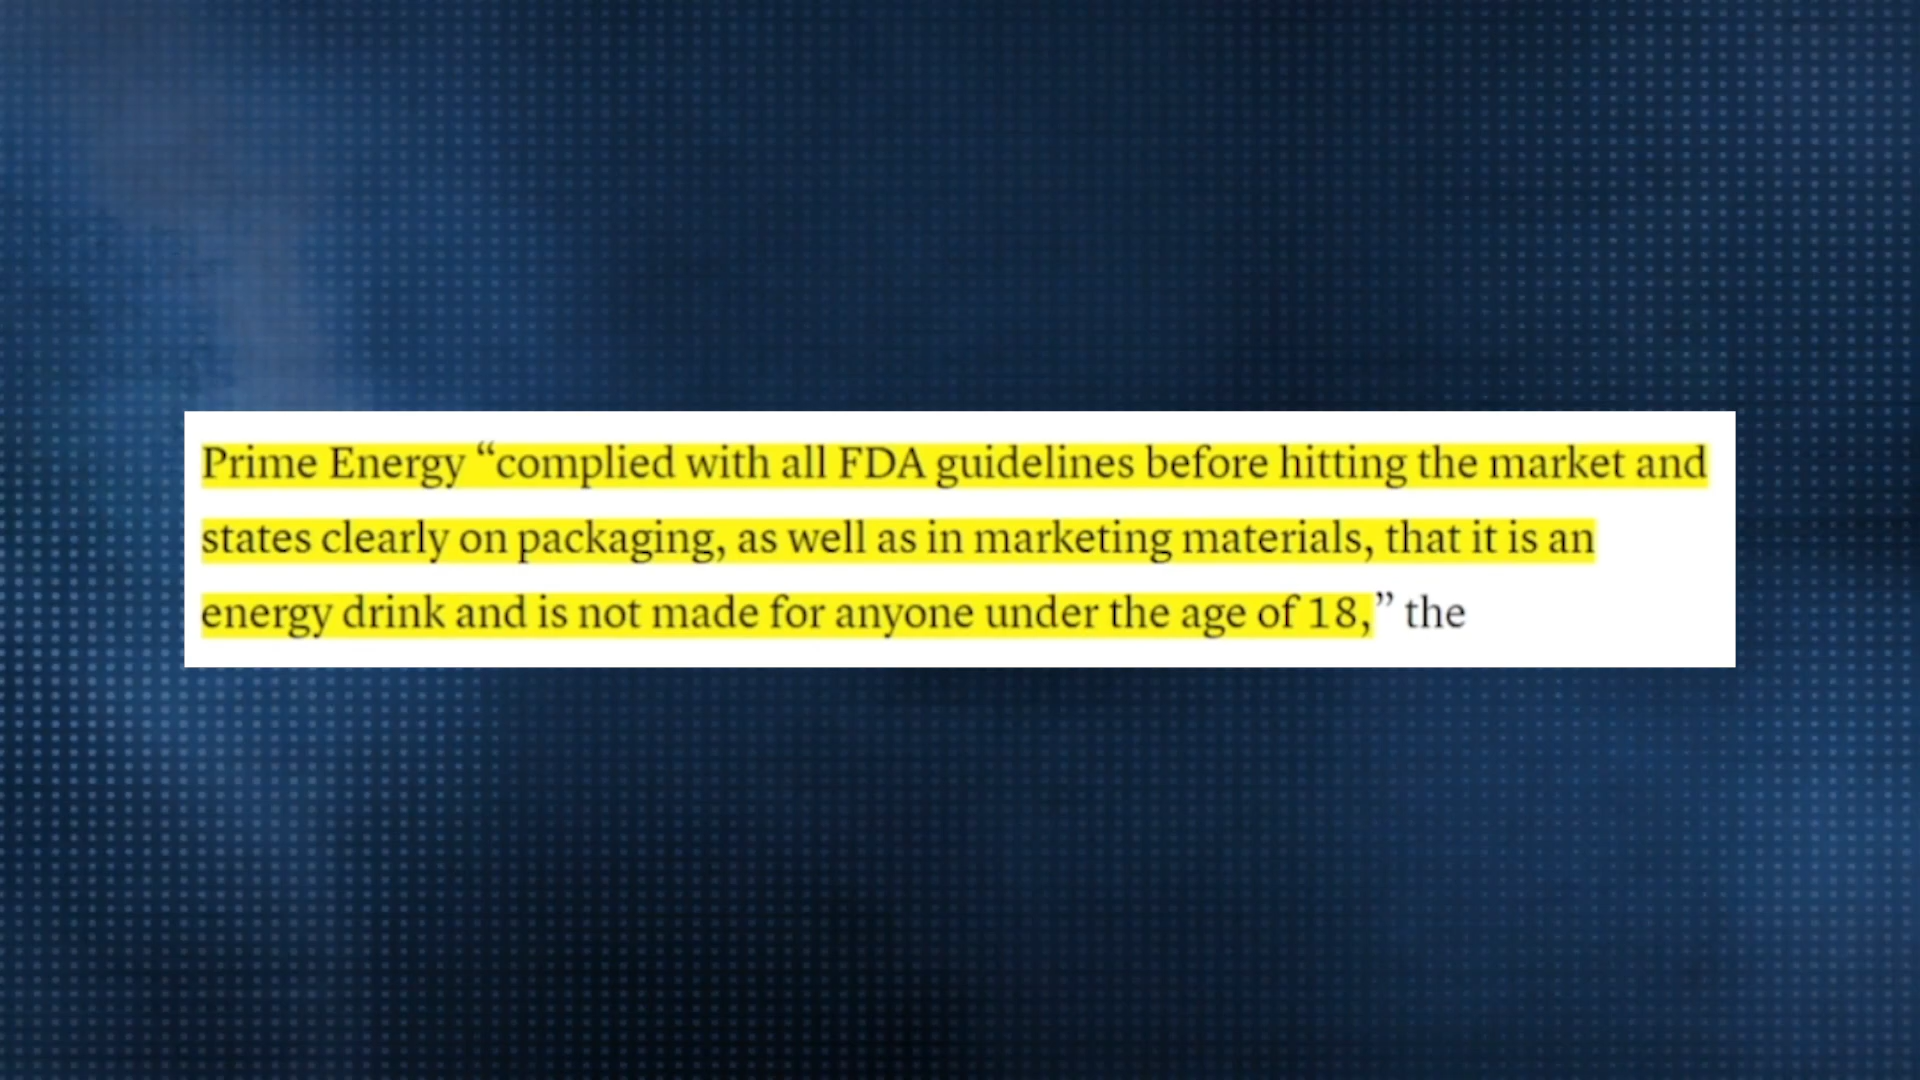 Prime Energy “complied with all FDA guidelines before hitting the market and
states clearly on packaging, as well as in marketing materials, that it is an
energy drink and is not made for anyone under the age of 18,” the